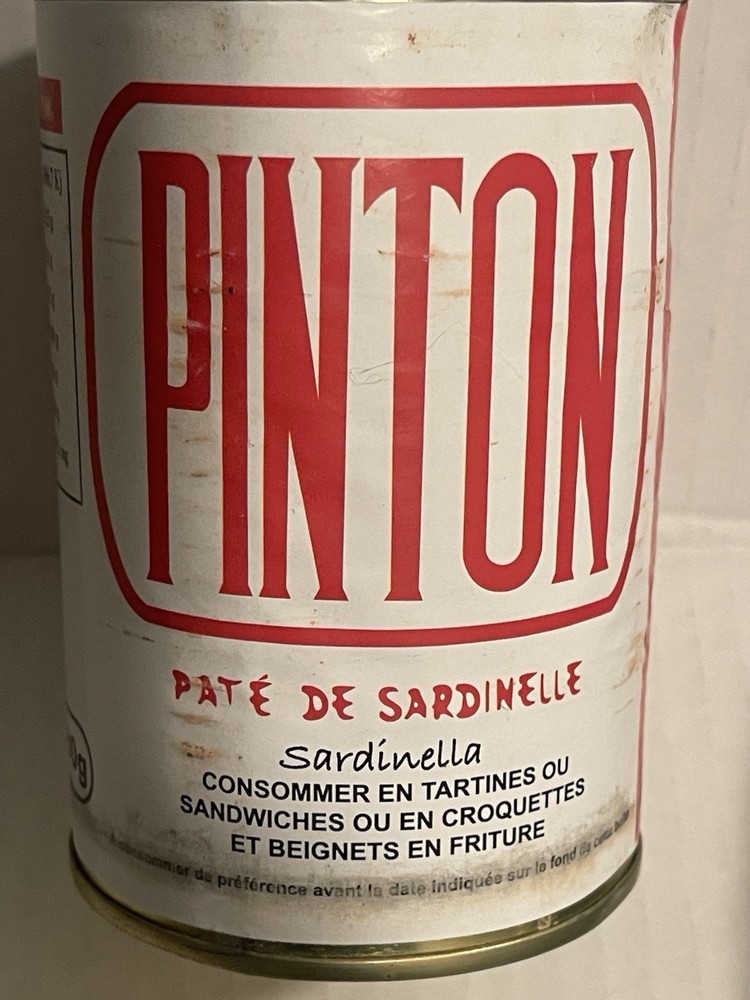 PINTON
PATÉ DE SARDINELLE
Sardinella
CONSOMMER EN TARTINES OU
SANDWICHES OU EN CROQUETTES
ET BEIGNETS EN FRITURE
A consommer de préférence avant la date indiquée sur le fond de cette boîte